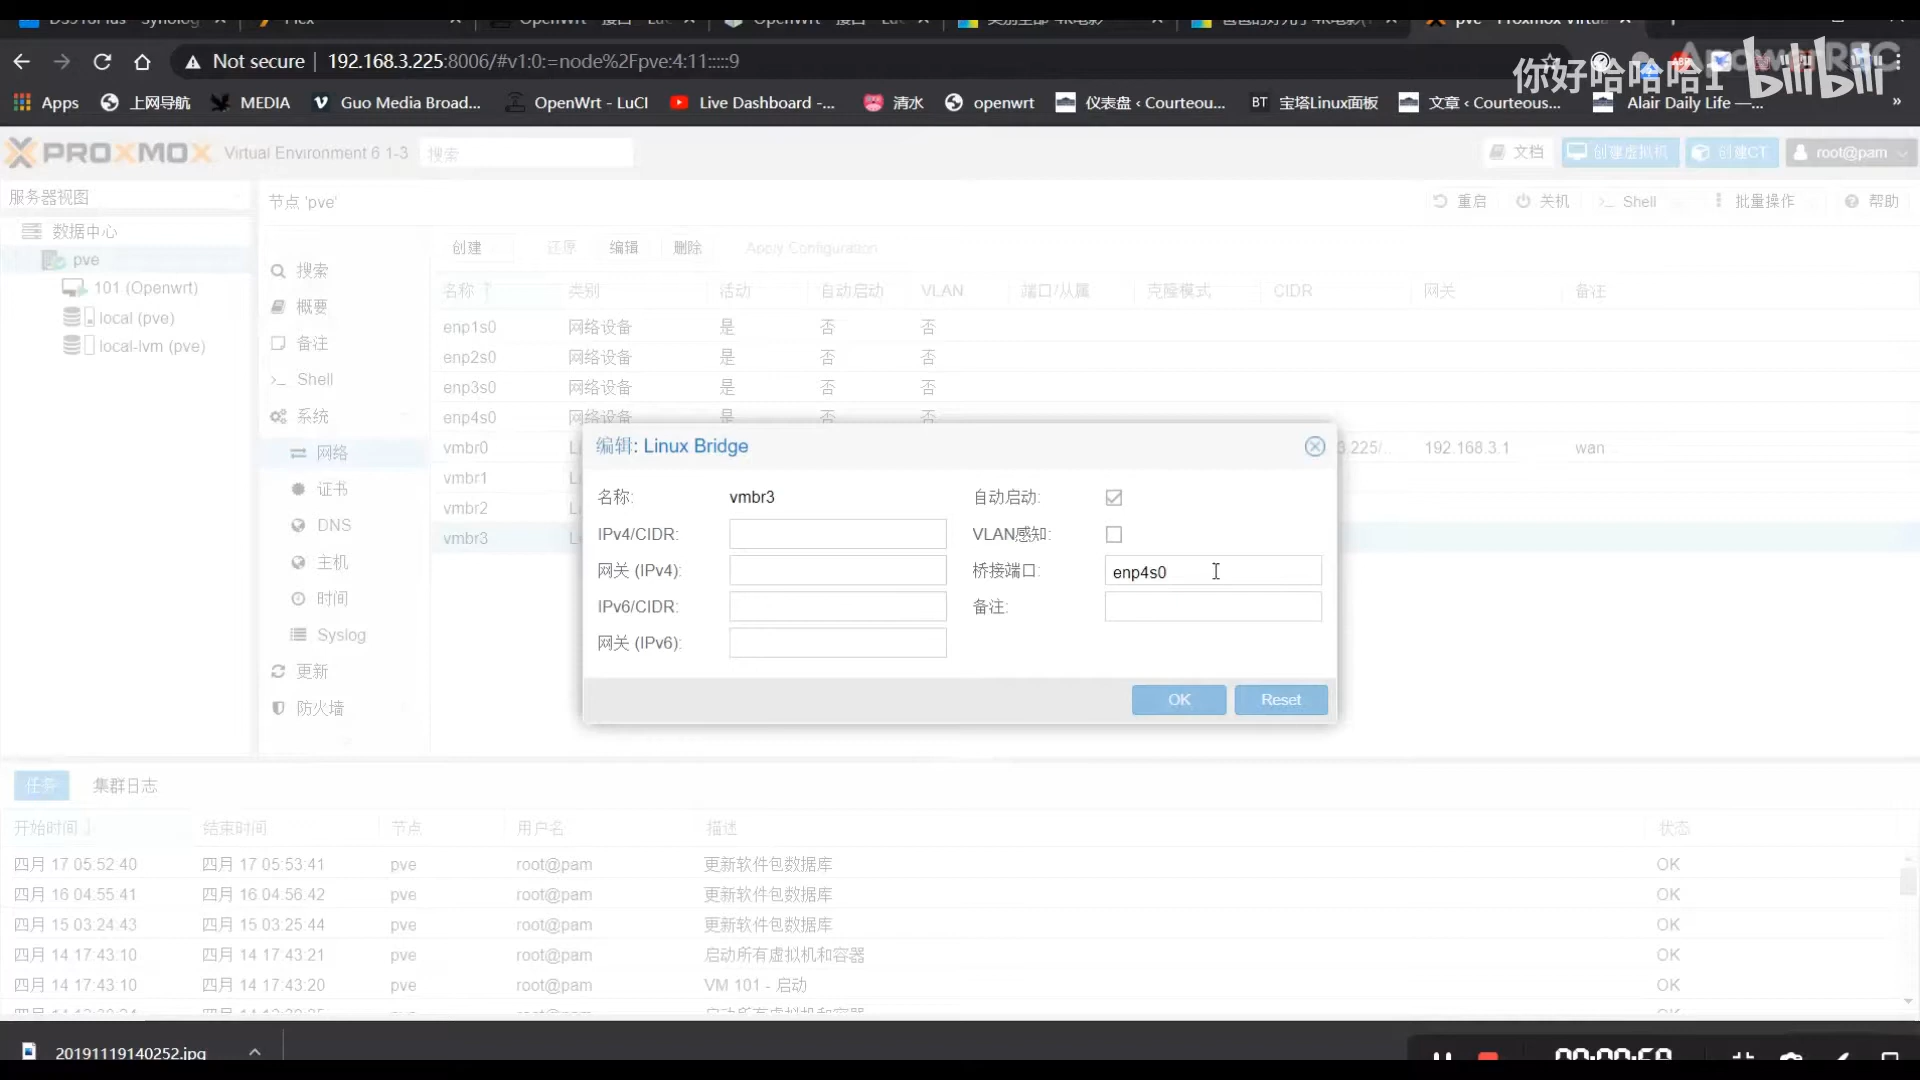 Not secure 192.168.3.225:8006/#v1:0:=node%2Fpve:4:11:::::9
你好哈哈哈1 bilibili
Apps 上网导航 MEDIA Guo Media Broad... OpenWrt - LuCI Live Dashboard -... 清水 openwrt 仪表盘 ‹ Courteou... BT 宝塔Linux面板 文章 ‹ Courteous... Alair Daily Life —... »
PROXMOX Virtual Environment 6.1-3 搜索 文档 创建虚拟机 创建CT root@pam
服务器视图
节点 'pve' 重启 关机 Shell 批量操作 帮助
数据中心
pve
101 (Openwrt)
local (pve)
local-lvm (pve)
搜索
概要
备注
Shell
系统
网络
证书
DNS
主机
时间
Syslog
更新
防火墙
创建 还原 编辑 删除 Apply Configuration
名称 类别 活动 自动启动 VLAN 端口/从属 CIDR 网关 备注
enp1s0 网络设备 是 否 否
enp2s0 网络设备 是 否 否
enp3s0 网络设备 是 否 否
enp4s0 网络设备 是 否 否
vmbr0 192.168.3.1 wan
vmbr1
vmbr2
vmbr3
编辑: Linux Bridge
名称: vmbr3 自动启动:
IPv4/CIDR: VLAN感知:
网关 (IPv4): 桥接端口: enp4s0
IPv6/CIDR: 备注:
网关 (IPv6):
OK Reset
任务 集群日志
开始时间 结束时间 节点 用户名 描述 状态
四月 17 05:52:40 四月 17 05:53:41 pve root@pam 更新软件包数据库 OK
四月 16 04:55:41 四月 16 04:56:42 pve root@pam 更新软件包数据库 OK
四月 15 03:24:43 四月 15 03:25:44 pve root@pam 更新软件包数据库 OK
四月 14 17:43:10 四月 14 17:43:21 pve root@pam 启动所有虚拟机和容器 OK
四月 14 17:43:10 四月 14 17:43:20 pve root@pam VM 101 - 启动 OK
20191119140252.jpg